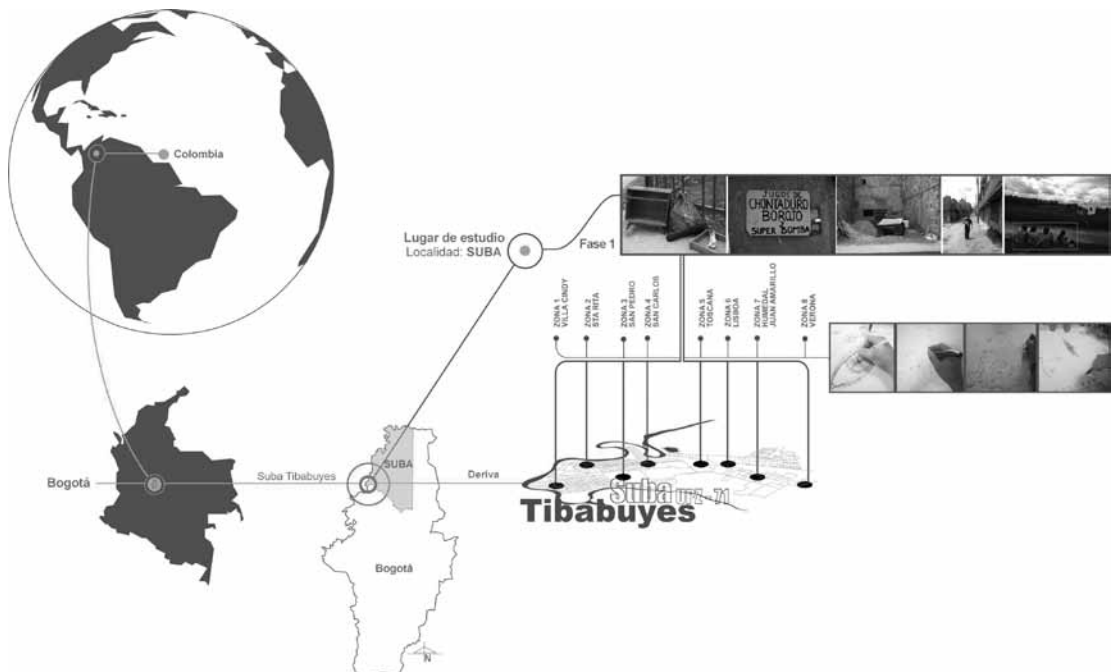 Colombia
Lugar de estudio
Localidad: SUBA
Fase 1
JUGOS DE
CHONTADURO
BOROJO
SUPER BOMBA
ZONA 1
VILLA CINDY
ZONA 2
STA RITA
ZONA 3
SAN PEDRO
ZONA 4
SAN CARLOS
ZONA 5
TOSCANA
ZONA 6
LISBOA
ZONA 7
HUMEDAL
JUAN AMARILLO
ZONA 8
VERONA
Bogotá
Suba Tibabuyes
SUBA
Deriva
Suba UPZ-71
Tibabuyes
Bogotá
N